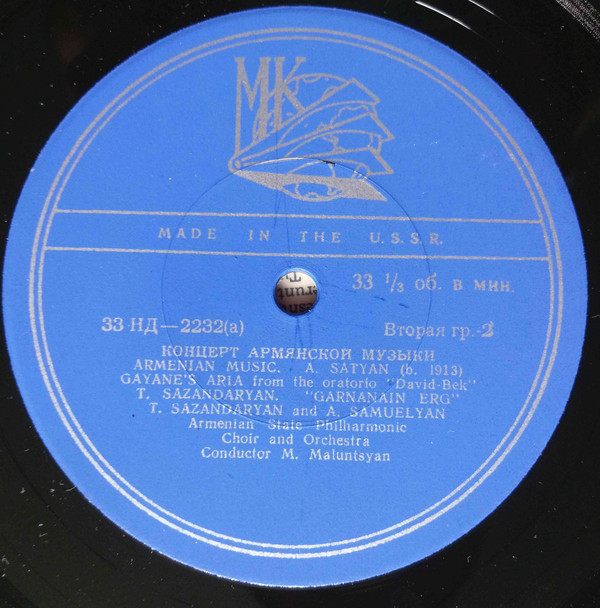 MK
MADE IN THE U.S.S.R.
33 ⅓ об. в мин.
33 НД—2232(а)
Вторая гр.-2
КОНЦЕРТ АРМЯНСКОЙ МУЗЫКИ
ARMENIAN MUSIC. A. SATYAN (b. 1913)
GAYANE'S ARIA from the oratorio "David-Bek"
T. SAZANDARYAN. "GARNANAIN ERG"
T. SAZANDARYAN and A. SAMUELYAN
Armenian State Philharmonic
Choir and Orchestra
Conductor M. Maluntsyan